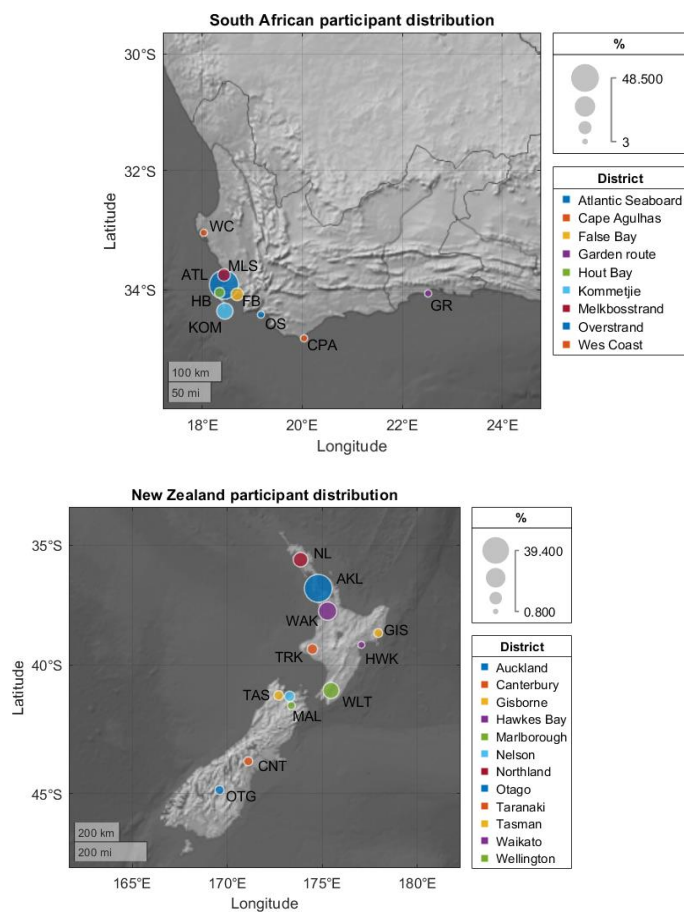 South African participant distribution
30°S
32°S
34°S
Latitude
WC
ATL
MLS
HB
FB
KOM
OS
CPA
GR
100 km
50 mi
18°E
20°E
22°E
24°E
Longitude
%
48.500
3
District
Atlantic Seaboard
Cape Agulhas
False Bay
Garden route
Hout Bay
Kommetjie
Melkbosstrand
Overstrand
Wes Coast
New Zealand participant distribution
35°S
40°S
45°S
Latitude
NL
AKL
WAK
GIS
TRK
HWK
TAS
WLT
MAL
CNT
OTG
200 km
200 mi
165°E
170°E
175°E
180°E
Longitude
%
39.400
0.800
District
Auckland
Canterbury
Gisborne
Hawkes Bay
Marlborough
Nelson
Northland
Otago
Taranaki
Tasman
Waikato
Wellington